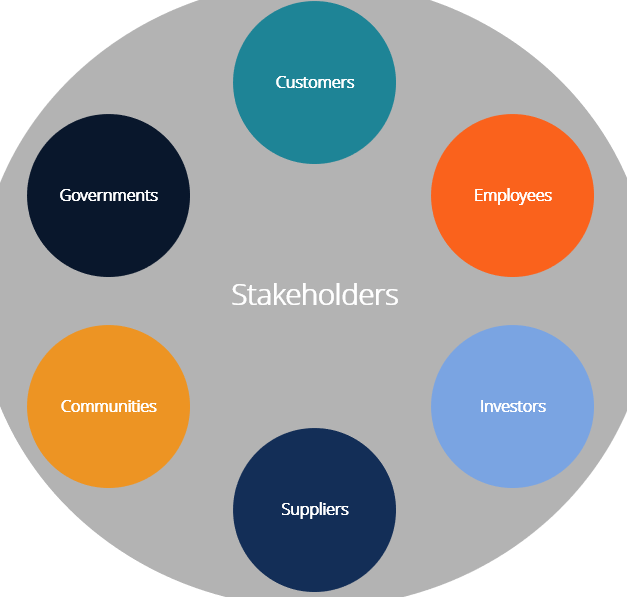 Customers
Governments
Employees
Stakeholders
Communities
Investors
Suppliers